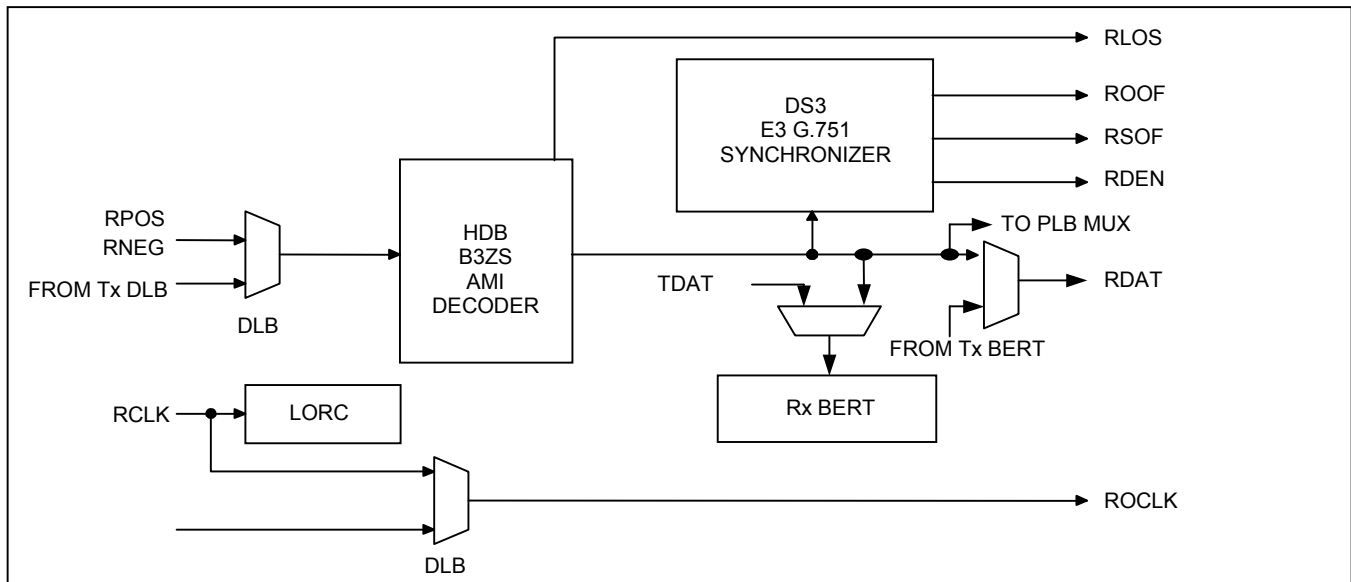 RLOS
DS3
E3 G.751
SYNCHRONIZER
ROOF
RSOF
RDEN
RPOS
RNEG
FROM Tx DLB
DLB
HDB
B3ZS
AMI
DECODER
TO PLB MUX
TDAT
RDAT
FROM Tx BERT
Rx BERT
RCLK
LORC
ROCLK
DLB